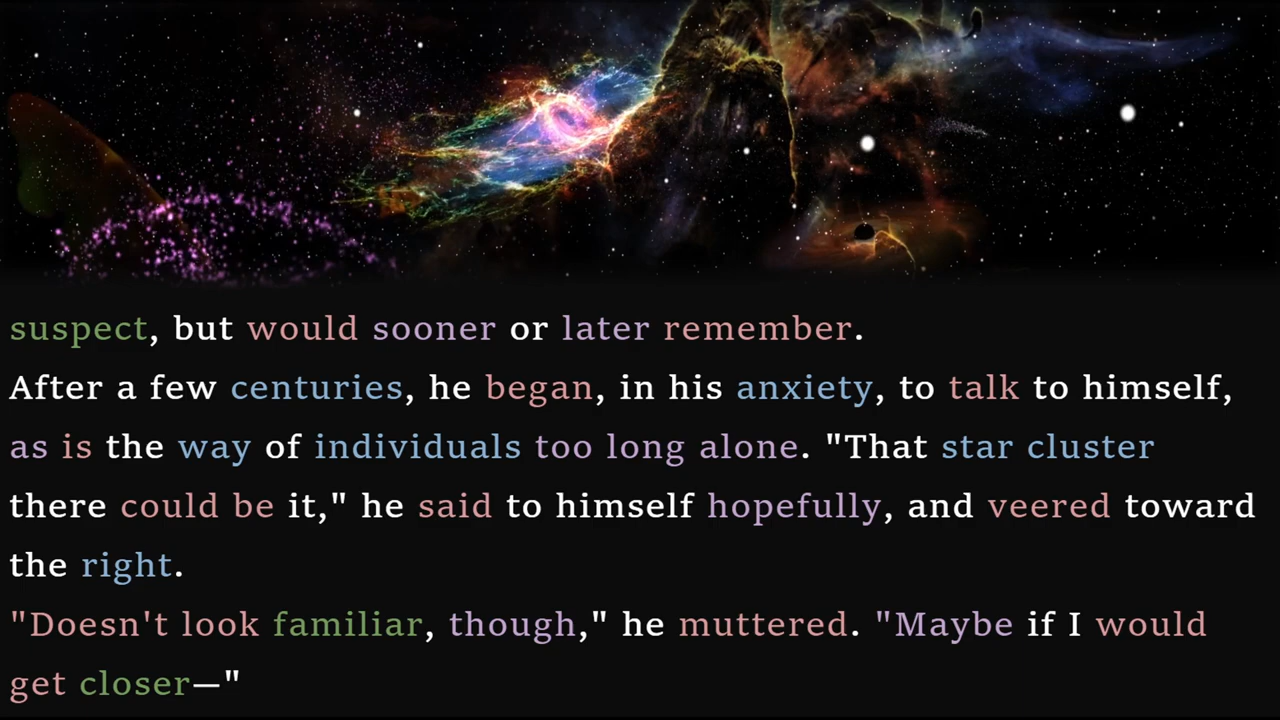 suspect, but would sooner or later remember.
After a few centuries, he began, in his anxiety, to talk to himself,
as is the way of individuals too long alone. "That star cluster
there could be it," he said to himself hopefully, and veered toward
the right.
"Doesn't look familiar, though," he muttered. "Maybe if I would
get closer—"